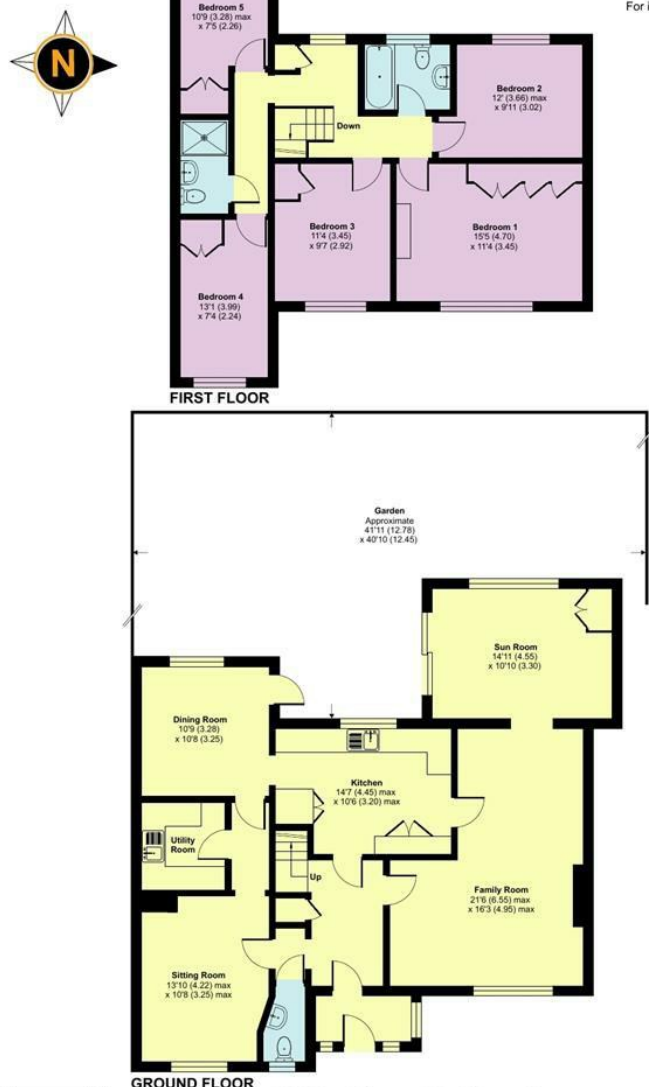 For i
N
Bedroom 5
10'9 (3.28) max
x 7'5 (2.26)
Bedroom 2
12' (3.66) max
x 9'11 (3.02)
Down
Bedroom 3
11'4 (3.45)
x 9'7 (2.92)
Bedroom 1
15'5 (4.70)
x 11'4 (3.45)
Bedroom 4
13'1 (3.99)
x 7'4 (2.24)
FIRST FLOOR
Garden
Approximate
41'11 (12.78)
x 40'10 (12.45)
Sun Room
14'11 (4.55)
x 10'10 (3.30)
Dining Room
10'9 (3.28)
x 10'8 (3.25)
Kitchen
14'7 (4.45) max
x 10'6 (3.20) max
Utility
Room
Up
Family Room
21'6 (6.55) max
x 16'3 (4.95) max
Sitting Room
13'10 (4.22) max
x 10'8 (3.25) max
GROUND FLOOR